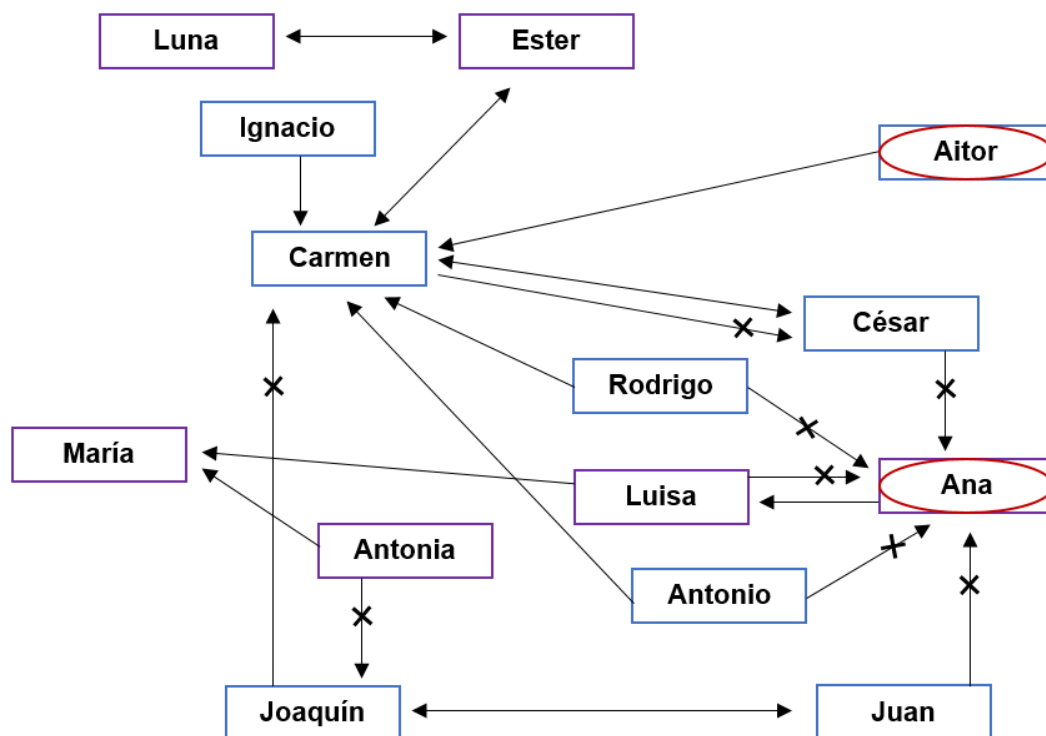 Luna
Ester
Ignacio
Aitor
Carmen
César
Rodrigo
María
Luisa
Ana
Antonia
Antonio
Joaquín
Juan